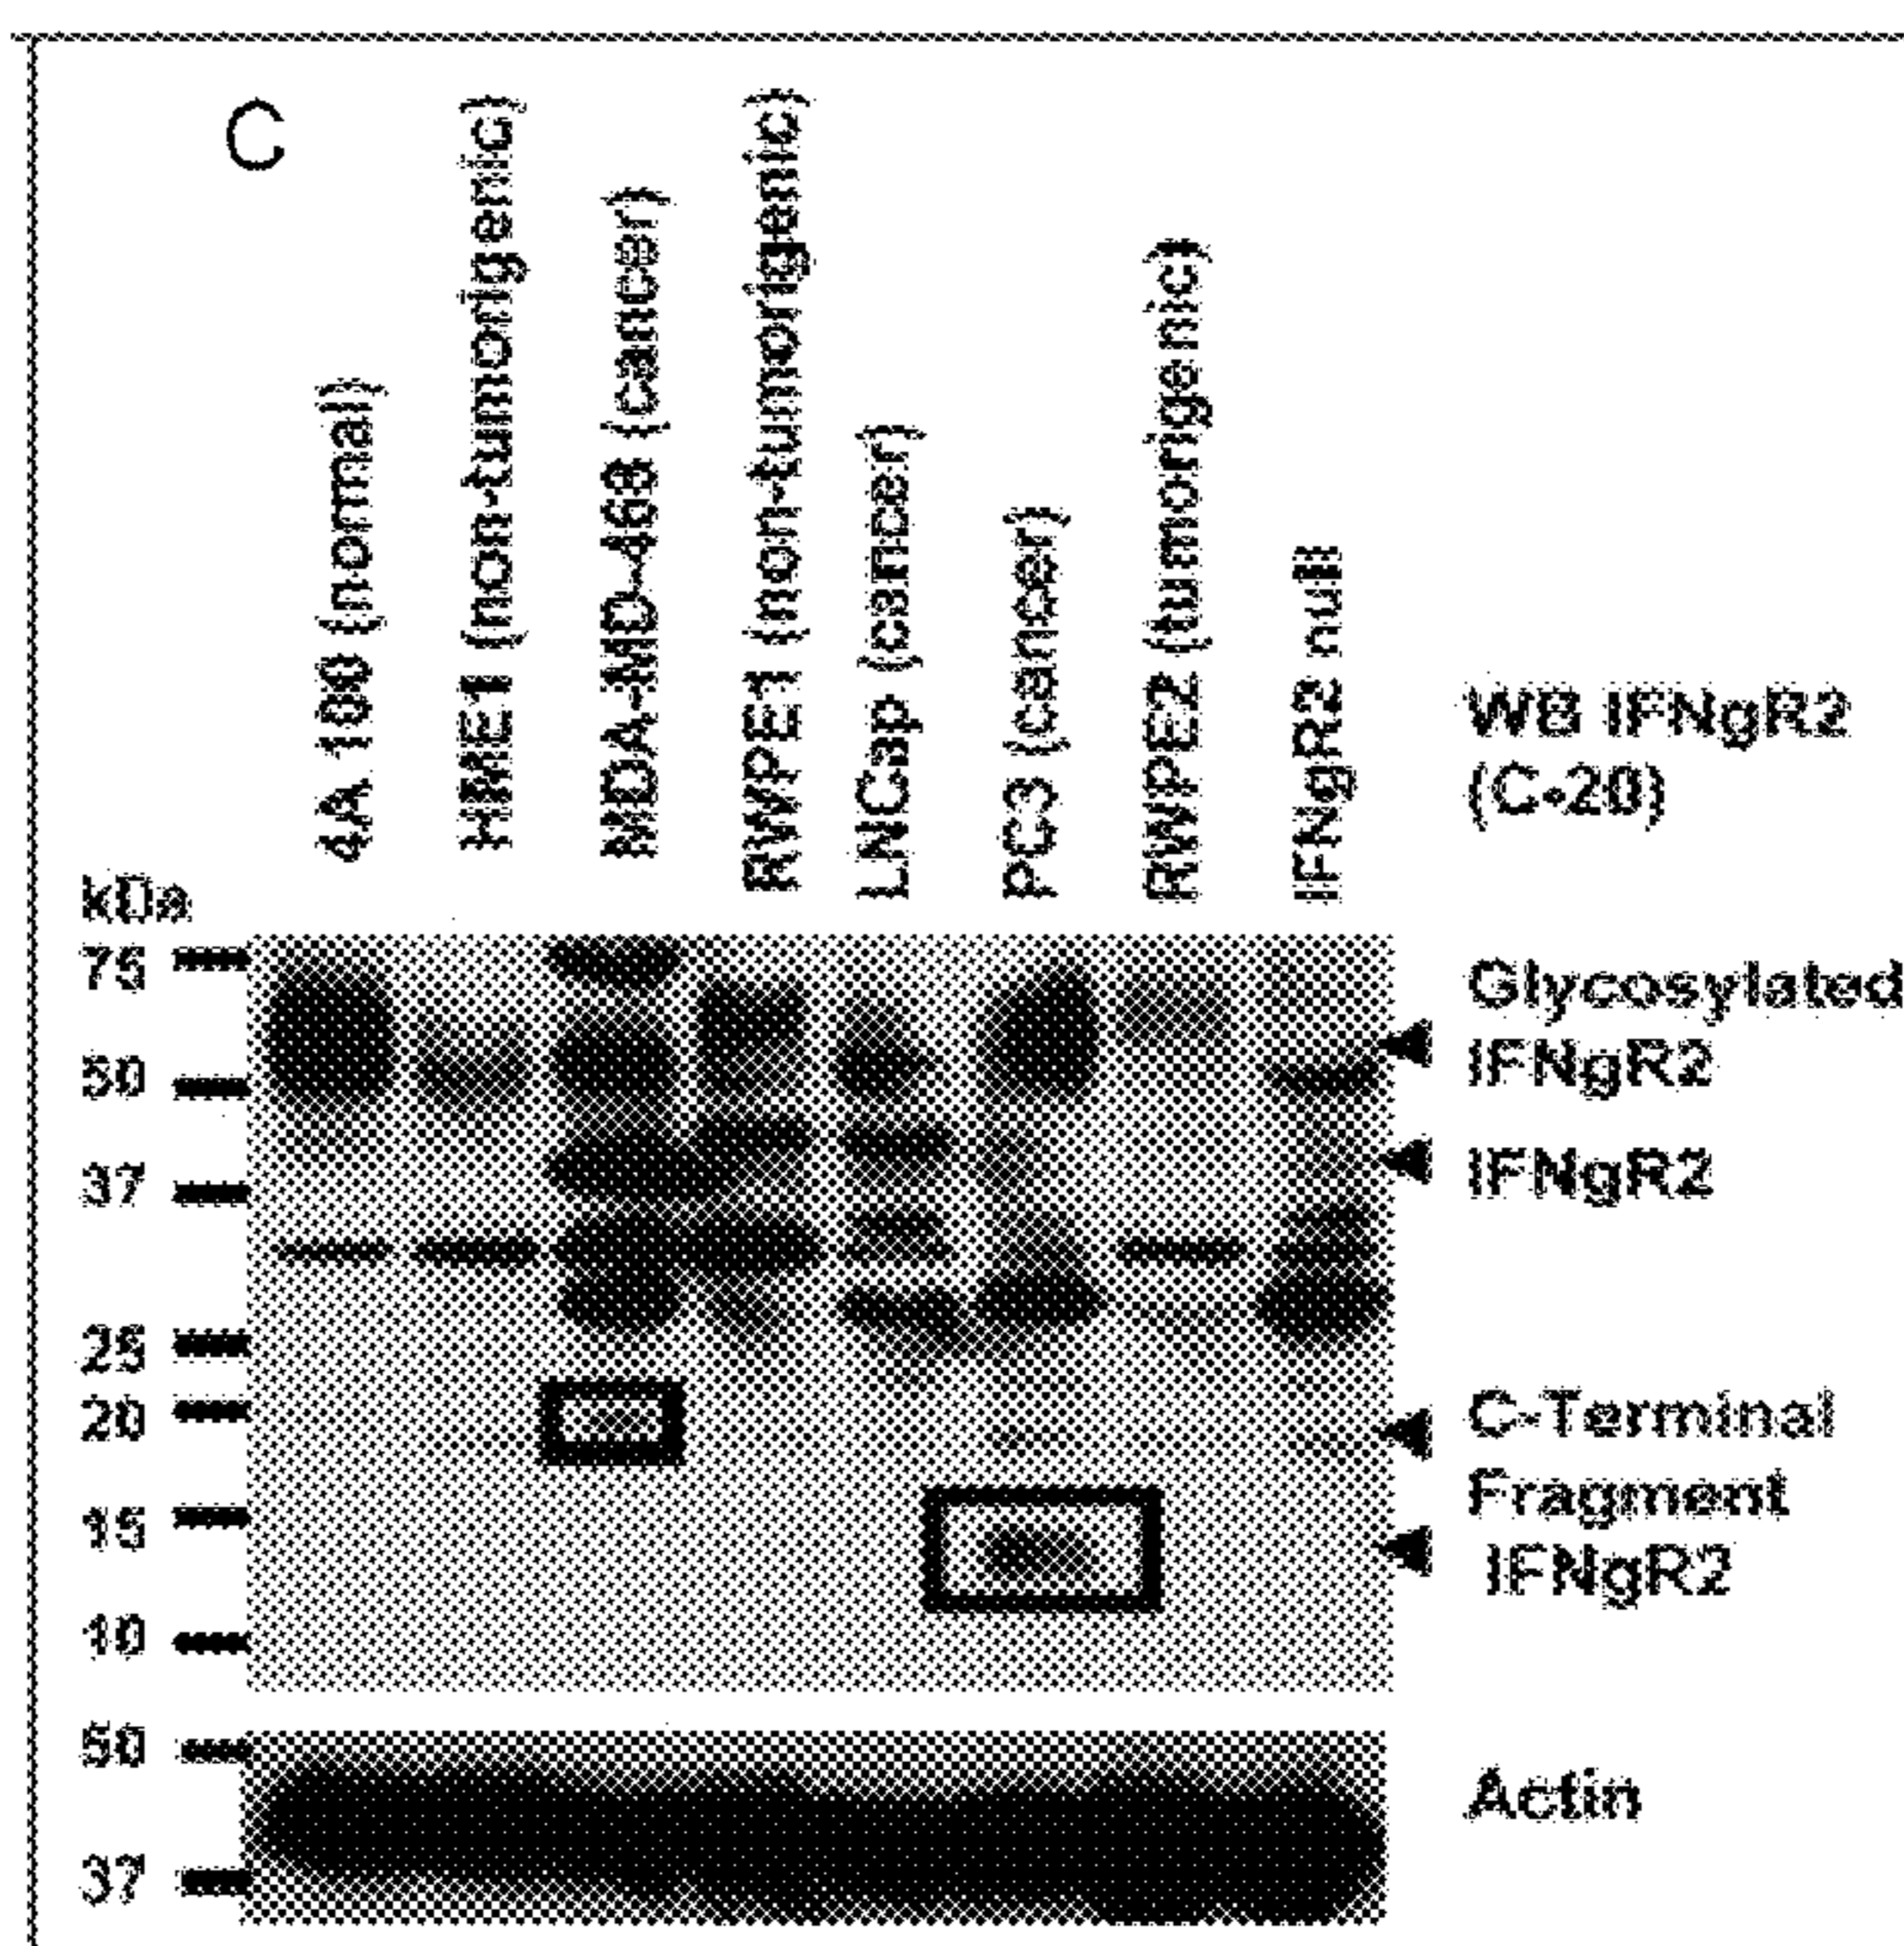 C
4A 100 (normal)
HME1 (non-tumorigenic)
MDA-MD-468 (cancer)
RWPE1 (non-tumorigenic)
LNCap (cancer)
PC3 (cancer)
RWPE2 (tumorigenic)
IFNgR2 null
WB IFNgR2
(C-20)
kDa
75
50
37
25
20
15
10
Glycosylated
IFNgR2
IFNgR2
C-Terminal
Fragment
IFNgR2
50
37
Actin